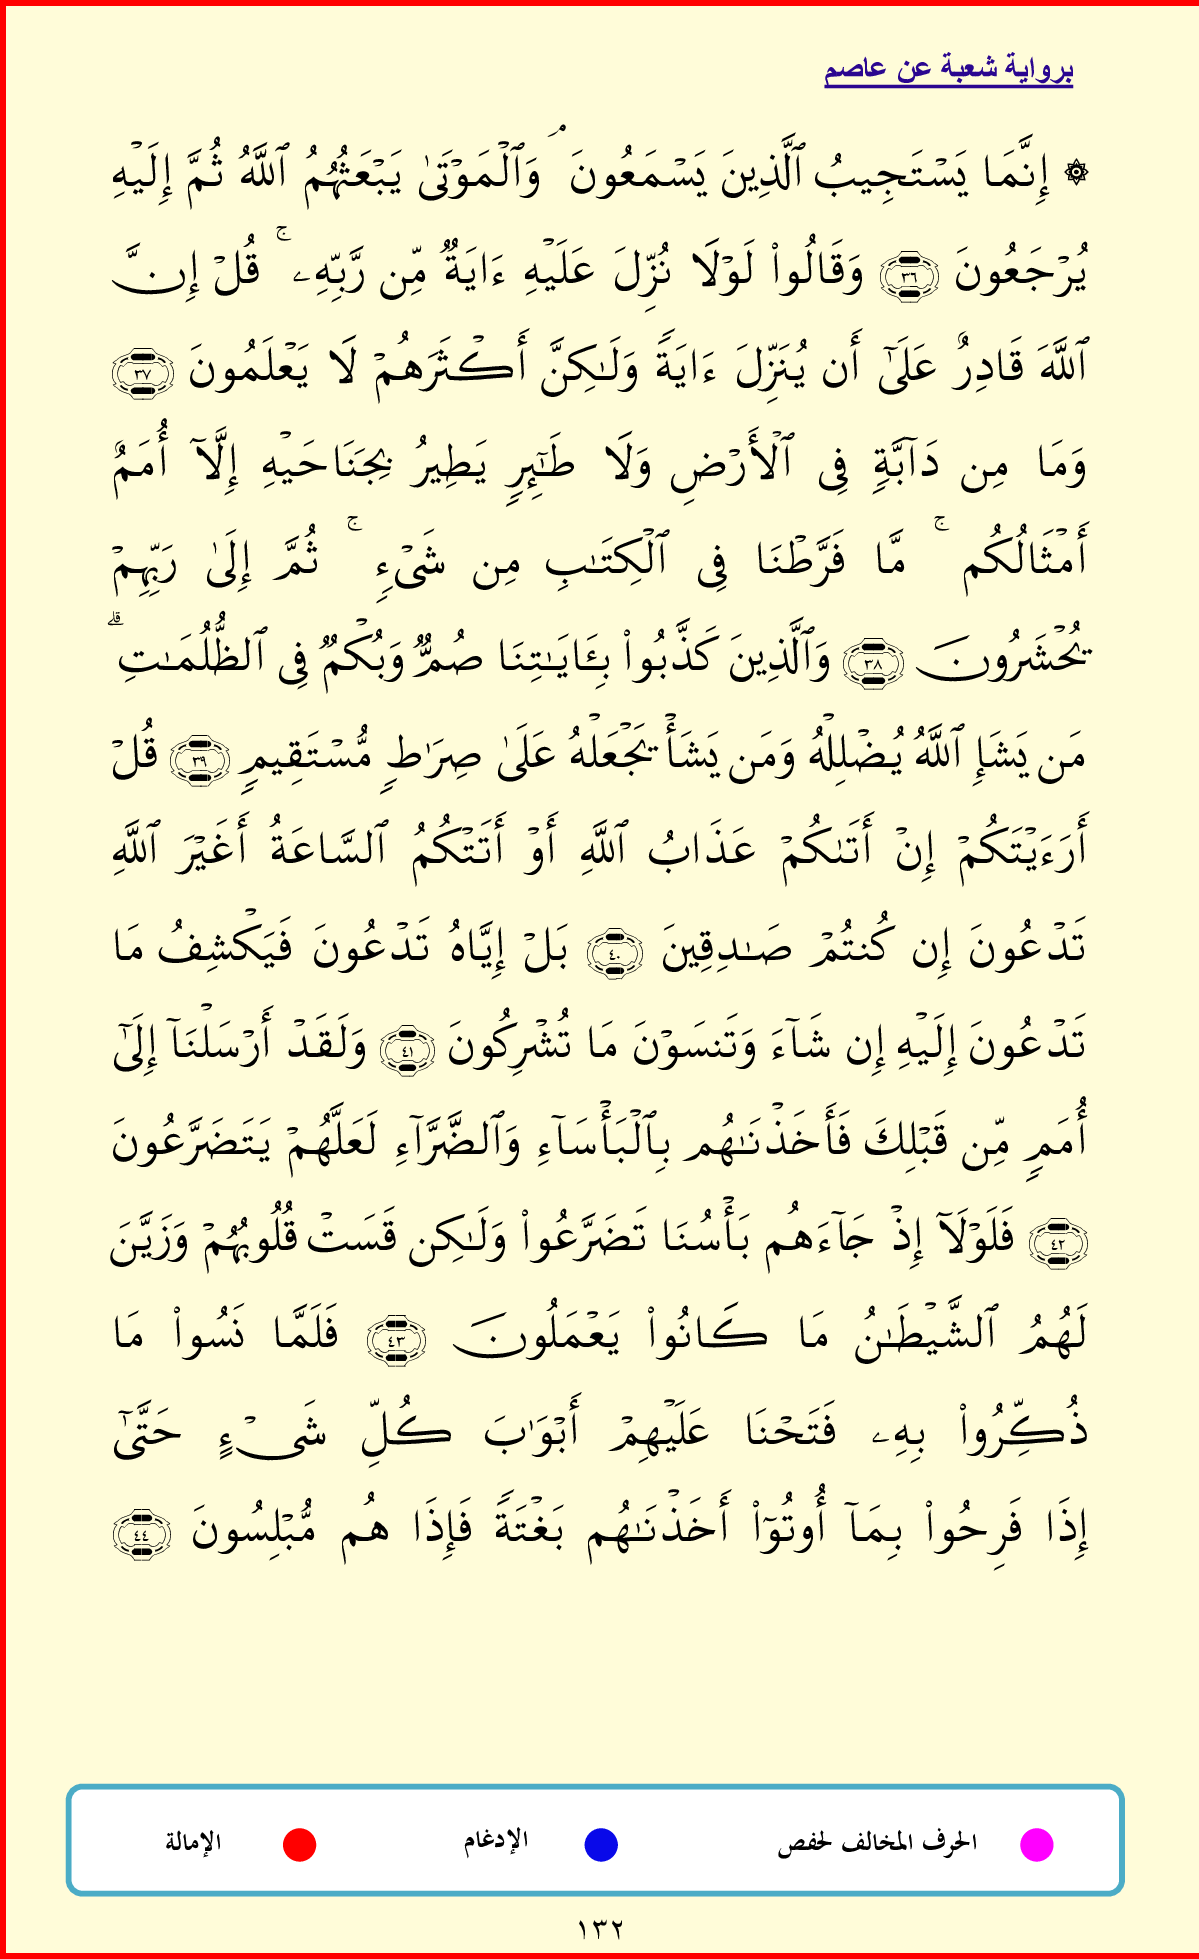 برواية شعبة عن عاصم
۞ إِنَّمَا يَسْتَجِيبُ ٱلَّذِينَ يَسْمَعُونَ ۘ وَٱلْمَوْتَىٰ يَبْعَثُهُمُ ٱللَّهُ ثُمَّ إِلَيْهِ
يُرْجَعُونَ ٣٦ وَقَالُوا۟ لَوْلَا نُزِّلَ عَلَيْهِ ءَايَةٌ مِّن رَّبِّهِۦ ۚ قُلْ إِنَّ
ٱللَّهَ قَادِرٌ عَلَىٰٓ أَن يُنَزِّلَ ءَايَةً وَلَـٰكِنَّ أَكْثَرَهُمْ لَا يَعْلَمُونَ ٣٧
وَمَا مِن دَآبَّةٍ فِى ٱلْأَرْضِ وَلَا طَـٰٓئِرٍ يَطِيرُ بِجَنَاحَيْهِ إِلَّآ أُمَمٌ
أَمْثَالُكُم ۚ مَّا فَرَّطْنَا فِى ٱلْكِتَـٰبِ مِن شَىْءٍ ۚ ثُمَّ إِلَىٰ رَبِّهِمْ
يُحْشَرُونَ ٣٨ وَٱلَّذِينَ كَذَّبُوا۟ بِـَٔايَـٰتِنَا صُمٌّ وَبُكْمٌ فِى ٱلظُّلُمَـٰتِ ۗ
مَن يَشَإِ ٱللَّهُ يُضْلِلْهُ وَمَن يَشَأْ يَجْعَلْهُ عَلَىٰ صِرَٰطٍ مُّسْتَقِيمٍ ٣٩ قُلْ
أَرَءَيْتَكُمْ إِنْ أَتَىٰكُمْ عَذَابُ ٱللَّهِ أَوْ أَتَتْكُمُ ٱلسَّاعَةُ أَغَيْرَ ٱللَّهِ
تَدْعُونَ إِن كُنتُمْ صَـٰدِقِينَ ٤٠ بَلْ إِيَّاهُ تَدْعُونَ فَيَكْشِفُ مَا
تَدْعُونَ إِلَيْهِ إِن شَآءَ وَتَنسَوْنَ مَا تُشْرِكُونَ ٤١ وَلَقَدْ أَرْسَلْنَآ إِلَىٰٓ
أُمَمٍ مِّن قَبْلِكَ فَأَخَذْنَـٰهُم بِٱلْبَأْسَآءِ وَٱلضَّرَّآءِ لَعَلَّهُمْ يَتَضَرَّعُونَ
٤٢ فَلَوْلَآ إِذْ جَآءَهُم بَأْسُنَا تَضَرَّعُوا۟ وَلَـٰكِن قَسَتْ قُلُوبُهُمْ وَزَيَّنَ
لَهُمُ ٱلشَّيْطَـٰنُ مَا كَانُوا۟ يَعْمَلُونَ ٤٣ فَلَمَّا نَسُوا۟ مَا
ذُكِّرُوا۟ بِهِۦ فَتَحْنَا عَلَيْهِمْ أَبْوَٰبَ كُلِّ شَىْءٍ حَتَّىٰٓ
إِذَا فَرِحُوا۟ بِمَآ أُوتُوٓا۟ أَخَذْنَـٰهُم بَغْتَةً فَإِذَا هُم مُّبْلِسُونَ ٤٤
الحرف المخالف لحفص الإدغام الإمالة
١٣٢